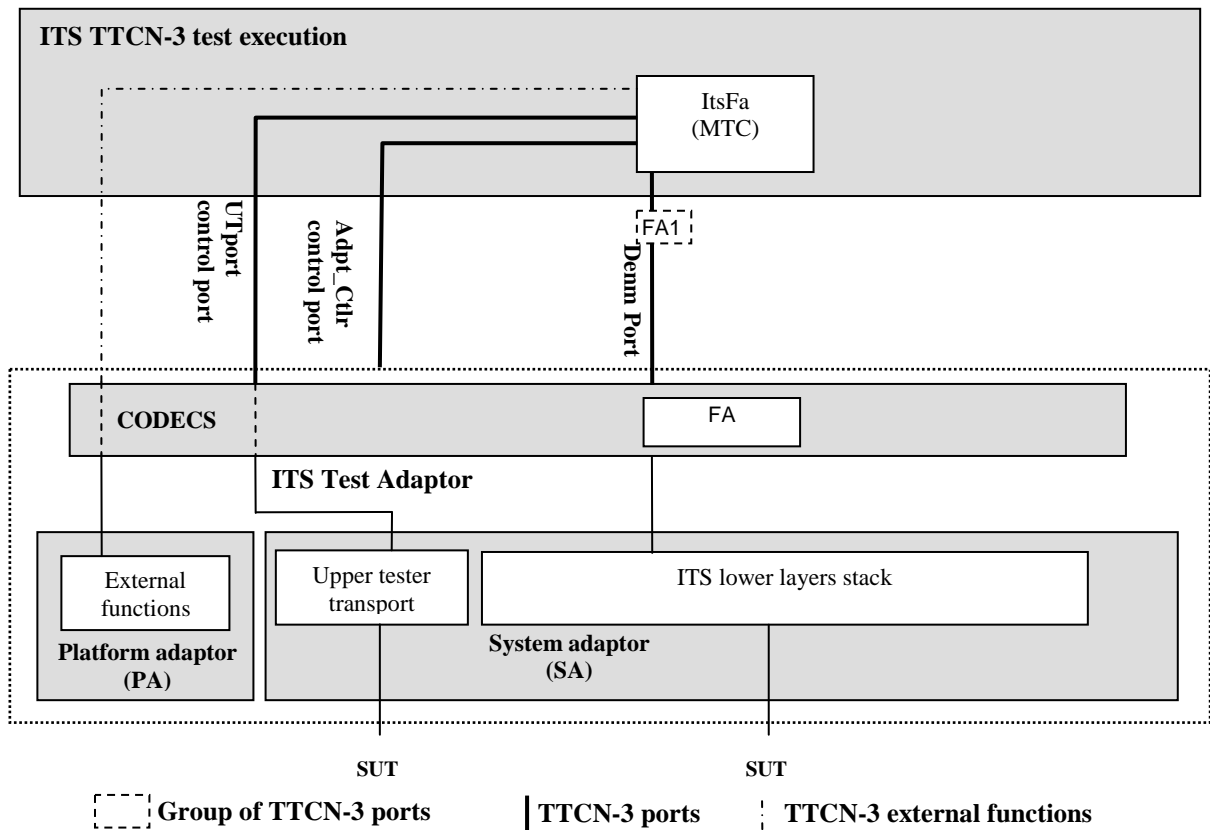 ITS TTCN-3 test execution
ItsFa
(MTC)
UTport
control port
Adpt_Ctlr
control port
FA1
Denm Port
CODECS
FA
ITS Test Adaptor
External
functions
Upper tester
transport
ITS lower layers stack
Platform adaptor
(PA)
System adaptor
(SA)
SUT
SUT
Group of TTCN-3 ports
TTCN-3 ports
TTCN-3 external functions